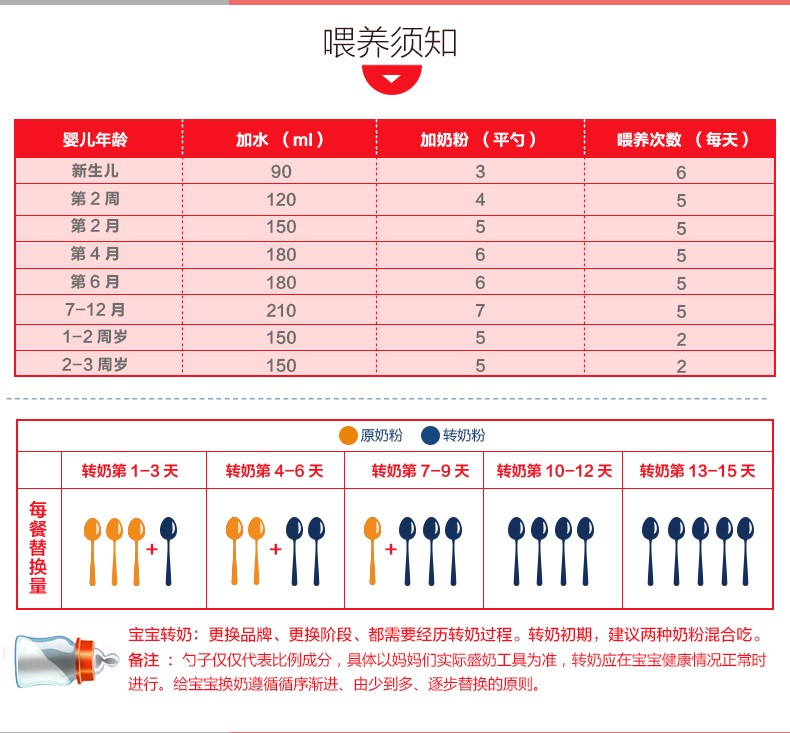 喂养须知
婴儿年龄 加水 （ml） 加奶粉 （平勺） 喂养次数 （每天）
新生儿 90 3 6
第 2 周 120 4 5
第 2 月 150 5 5
第 4 月 180 6 5
第 6 月 180 6 5
7-12 月 210 7 5
1-2 周岁 150 5 2
2-3 周岁 150 5 2
原奶粉 转奶粉
转奶第 1-3 天 转奶第 4-6 天 转奶第 7-9 天 转奶第 10-12 天 转奶第 13-15 天
每餐替换量
+ + +
宝宝转奶：更换品牌、更换阶段、都需要经历转奶过程。转奶初期，建议两种奶粉混合吃。
备注 ：勺子仅仅代表比例成分，具体以妈妈们实际盛奶工具为准，转奶应在宝宝健康情况正常时
进行。给宝宝换奶遵循循序渐进、由少到多、逐步替换的原则。